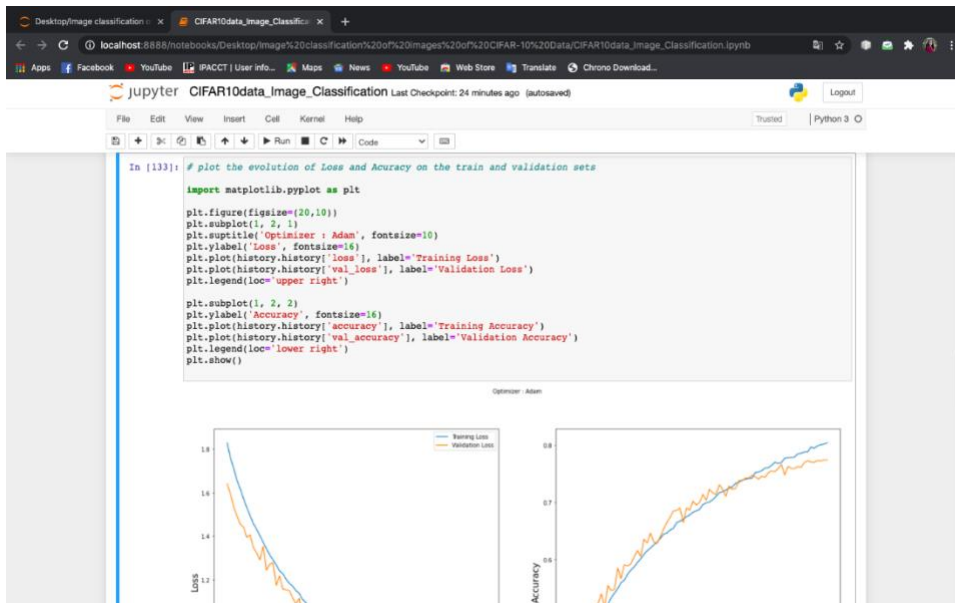 Desktop/Image classification o
CIFAR10data_Image_Classificat
localhost:8888/notebooks/Desktop/Image%20classification%20of%20images%20of%20CIFAR-10%20Data/CIFAR10data_Image_Classification.ipynb
Apps Facebook YouTube IPACCT | User info... Maps News YouTube Web Store Translate Chrono Download...
jupyter CIFAR10data_Image_Classification Last Checkpoint: 24 minutes ago (autosaved) Logout
File Edit View Insert Cell Kernel Help Trusted Python 3
Run Code
In [133]: # plot the evolution of Loss and Acuracy on the train and validation sets
import matplotlib.pyplot as plt
plt.figure(figsize=(20,10))
plt.subplot(1, 2, 1)
plt.suptitle('Optimizer : Adam', fontsize=10)
plt.ylabel('Loss', fontsize=16)
plt.plot(history.history['loss'], label='Training Loss')
plt.plot(history.history['val_loss'], label='Validation Loss')
plt.legend(loc='upper right')
plt.subplot(1, 2, 2)
plt.ylabel('Accuracy', fontsize=16)
plt.plot(history.history['accuracy'], label='Training Accuracy')
plt.plot(history.history['val_accuracy'], label='Validation Accuracy')
plt.legend(loc='lower right')
plt.show()
Optimizer : Adam
Training Loss
Validation Loss
1.8
1.6
1.4
1.2
Loss
0.8
0.7
0.6
Accuracy